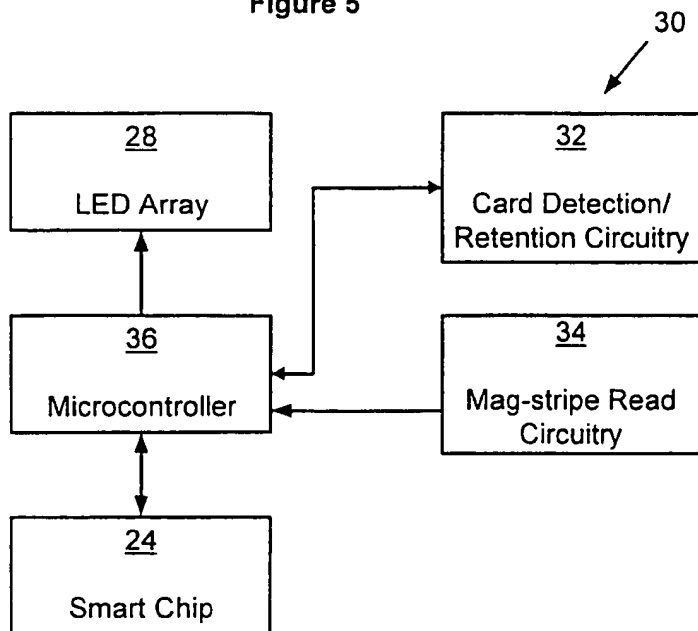 Figure 5
30
28
LED Array
32
Card Detection/
Retention Circuitry
36
Microcontroller
34
Mag-stripe Read
Circuitry
24
Smart Chip